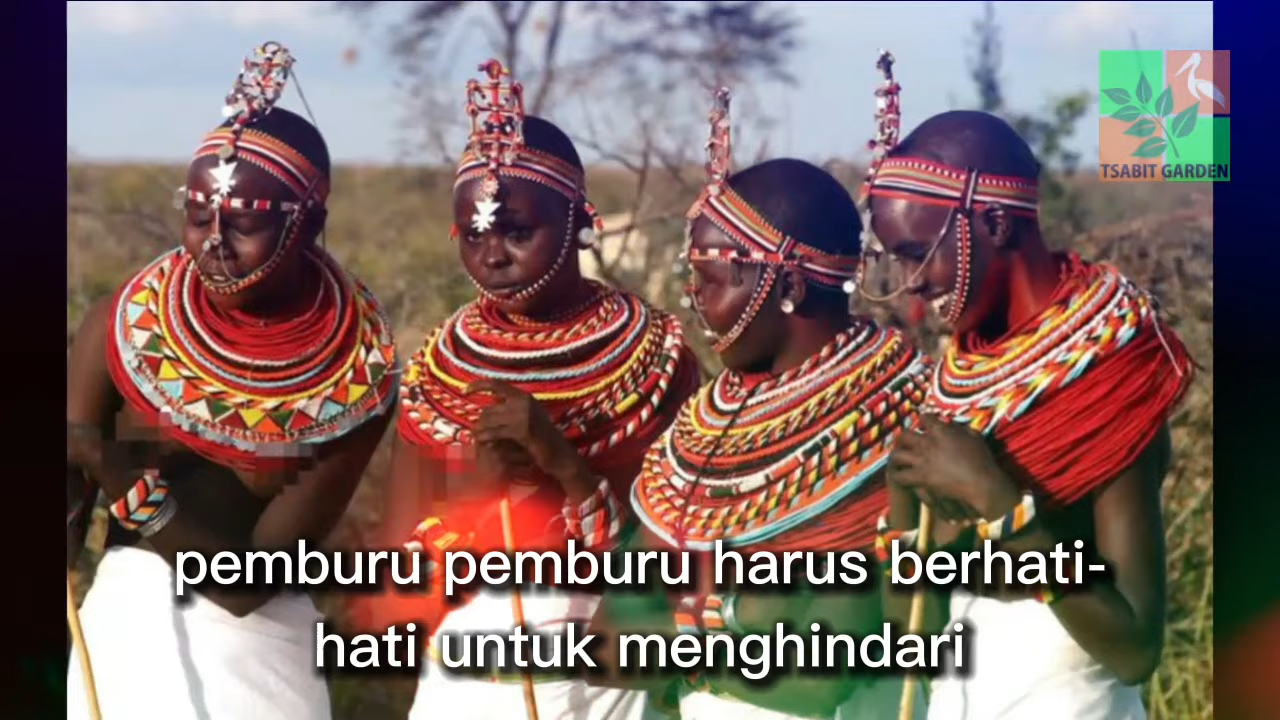 TSABIT GARDEN
pemburu pemburu harus berhati-
hati untuk menghindari